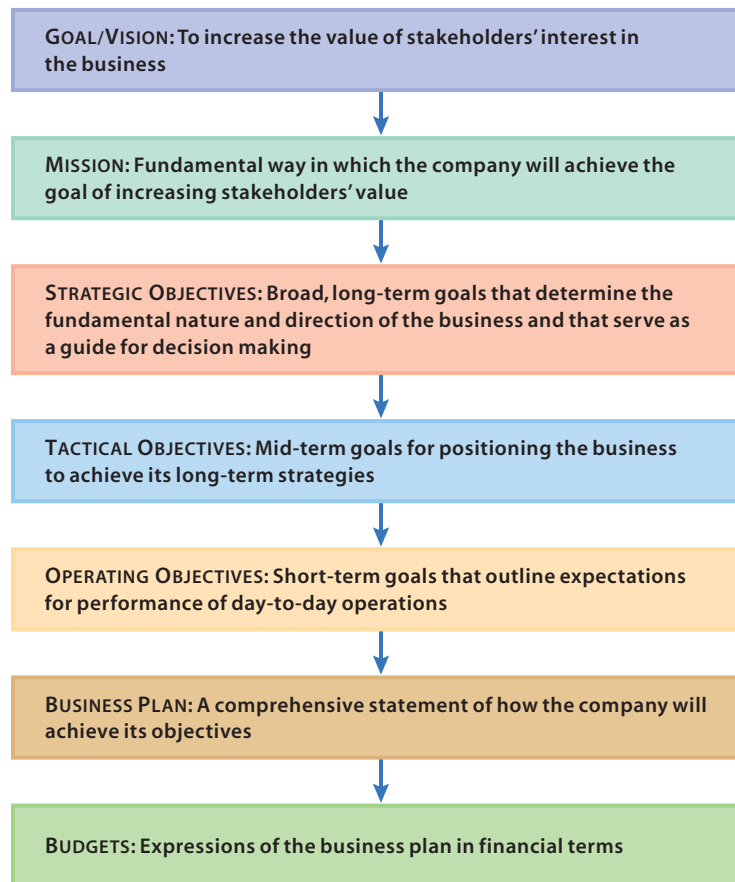 GOAL/VISION: To increase the value of stakeholders' interest in
the business
MISSION: Fundamental way in which the company will achieve the
goal of increasing stakeholders' value
STRATEGIC OBJECTIVES: Broad, long-term goals that determine the
fundamental nature and direction of the business and that serve as
a guide for decision making
TACTICAL OBJECTIVES: Mid-term goals for positioning the business
to achieve its long-term strategies
OPERATING OBJECTIVES: Short-term goals that outline expectations
for performance of day-to-day operations
BUSINESS PLAN: A comprehensive statement of how the company will
achieve its objectives
BUDGETS: Expressions of the business plan in financial terms